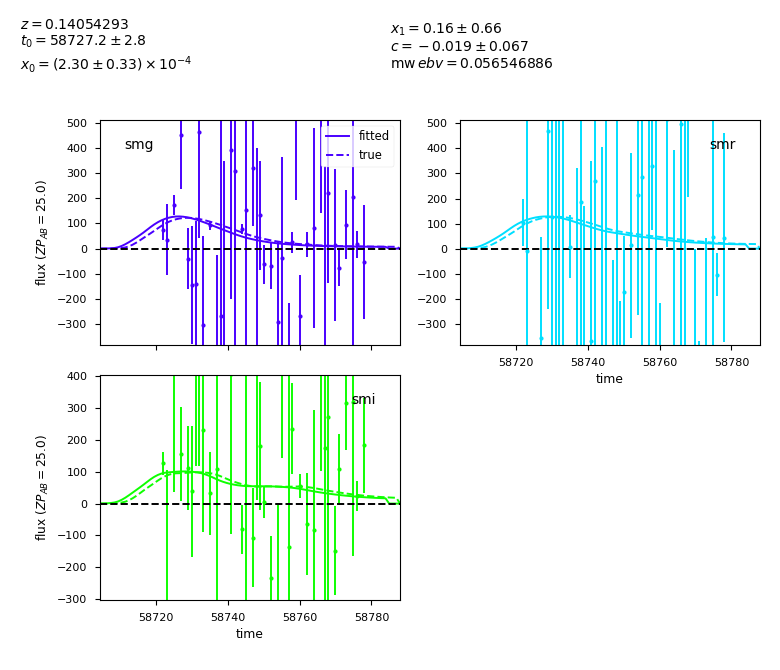 z = 0.14054293
t₀ = 58727.2 ± 2.8
x₀ = (2.30 ± 0.33) × 10⁻⁴
x₁ = 0.16 ± 0.66
c = −0.019 ± 0.067
mw ebv = 0.056546886
smg
fitted
true
500
400
300
200
100
0
−100
−200
−300
flux (ZP_AB = 25.0)
smr
500
400
300
200
100
0
−100
−200
−300
58720 58740 58760 58780
time
smi
400
300
200
100
0
−100
−200
−300
flux (ZP_AB = 25.0)
58720 58740 58760 58780
time